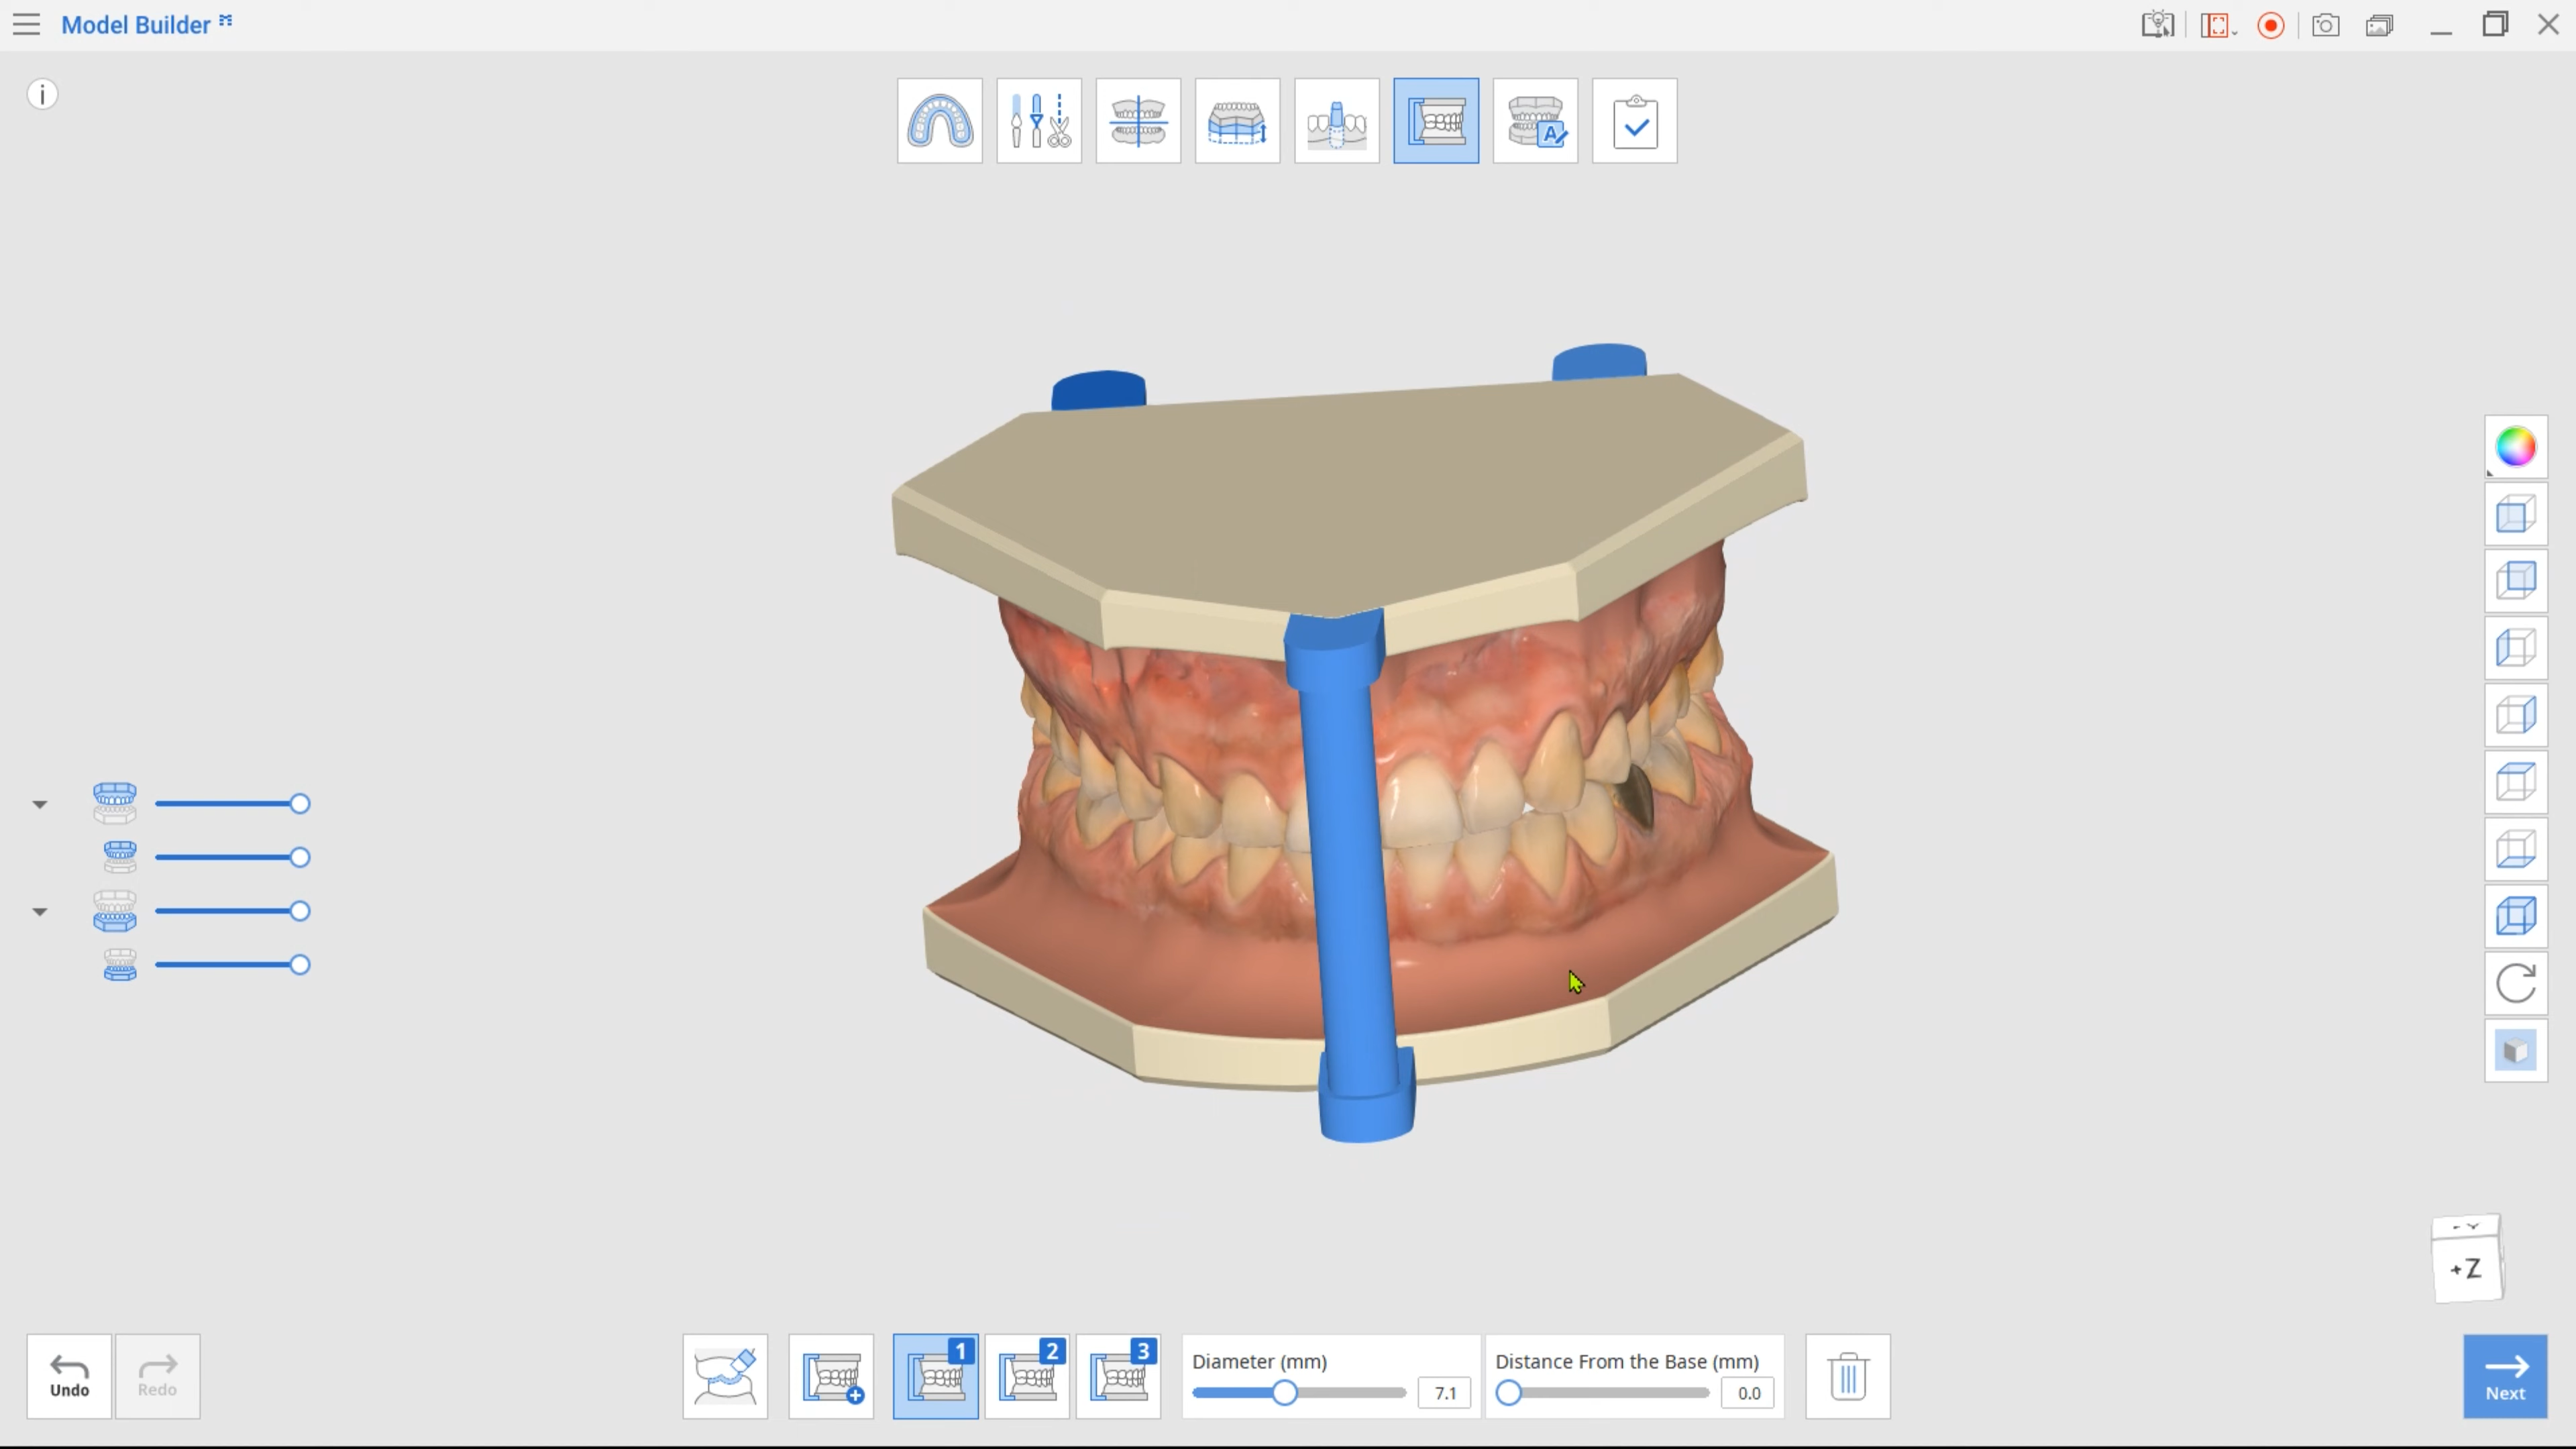 Model Builder
i
A
+Z
Undo
Redo
1
2
3
Diameter (mm)
7.1
Distance From the Base (mm)
0.0
Next